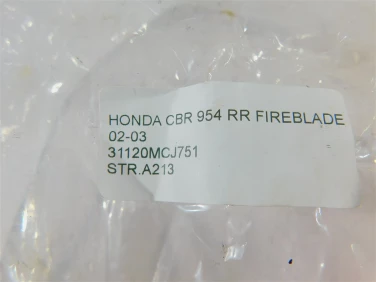 HONDA CBR 954 RR FIREBLADE
02-03
31120MCJ751
STR.A213